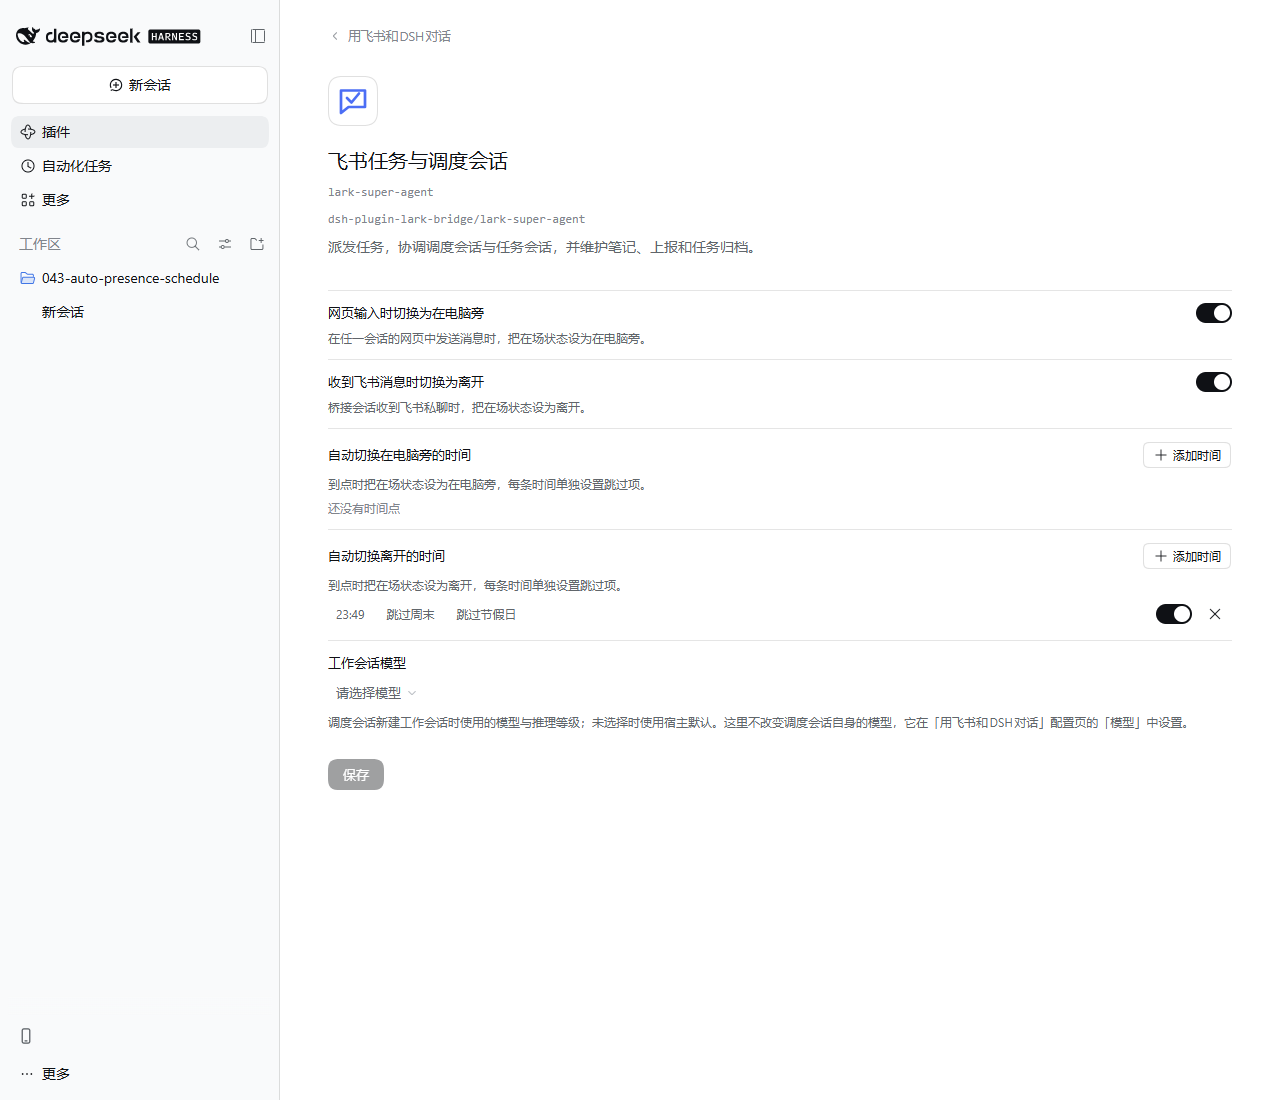 deepseek HARNESS
新会话
插件
自动化任务
更多
工作区
043-auto-presence-schedule
新会话
更多
用飞书和DSH对话
飞书任务与调度会话
lark-super-agent
dsh-plugin-lark-bridge/lark-super-agent
派发任务，协调调度会话与任务会话，并维护笔记、上报和任务归档。
网页输入时切换为在电脑旁
在任一会话的网页中发送消息时，把在场状态设为在电脑旁。
收到飞书消息时切换为离开
桥接会话收到飞书私聊时，把在场状态设为离开。
自动切换在电脑旁的时间
添加时间
到点时把在场状态设为在电脑旁，每条时间单独设置跳过项。
还没有时间点
自动切换离开的时间
添加时间
到点时把在场状态设为离开，每条时间单独设置跳过项。
23:49 跳过周末 跳过节假日
工作会话模型
请选择模型
调度会话新建工作会话时使用的模型与推理等级；未选择时使用宿主默认。这里不改变调度会话自身的模型，它在「用飞书和DSH对话」配置页的「模型」中设置。
保存